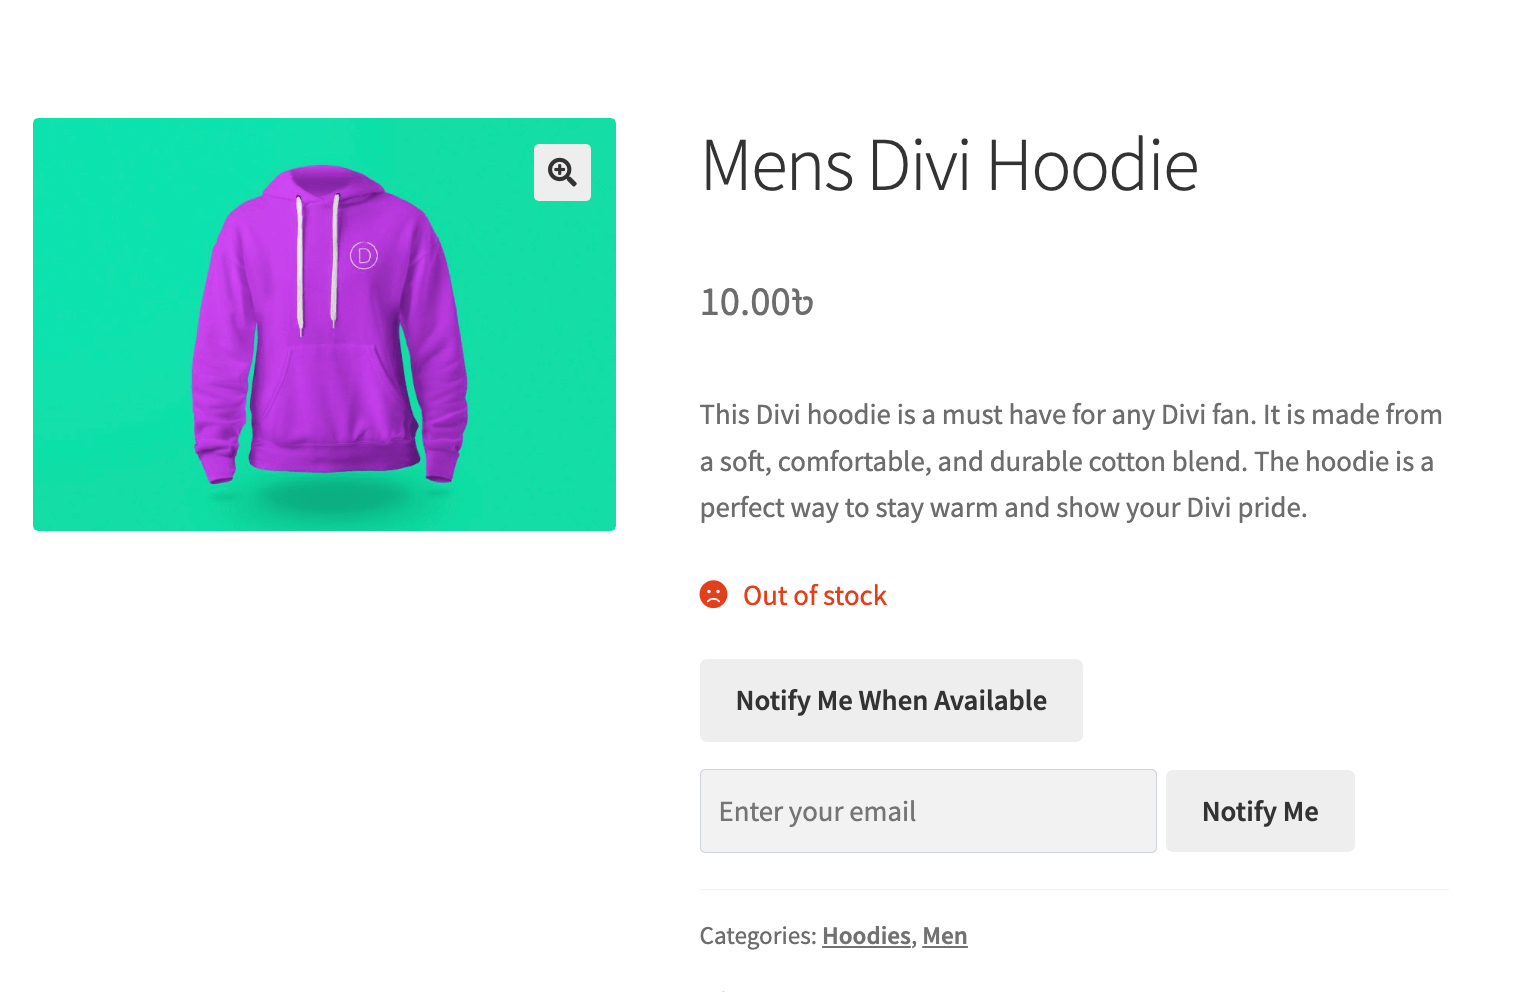 D
Mens Divi Hoodie
10.00৳
This Divi hoodie is a must have for any Divi fan. It is made from
a soft, comfortable, and durable cotton blend. The hoodie is a
perfect way to stay warm and show your Divi pride.
Out of stock
Notify Me When Available
Enter your email
Notify Me
Categories: Hoodies, Men